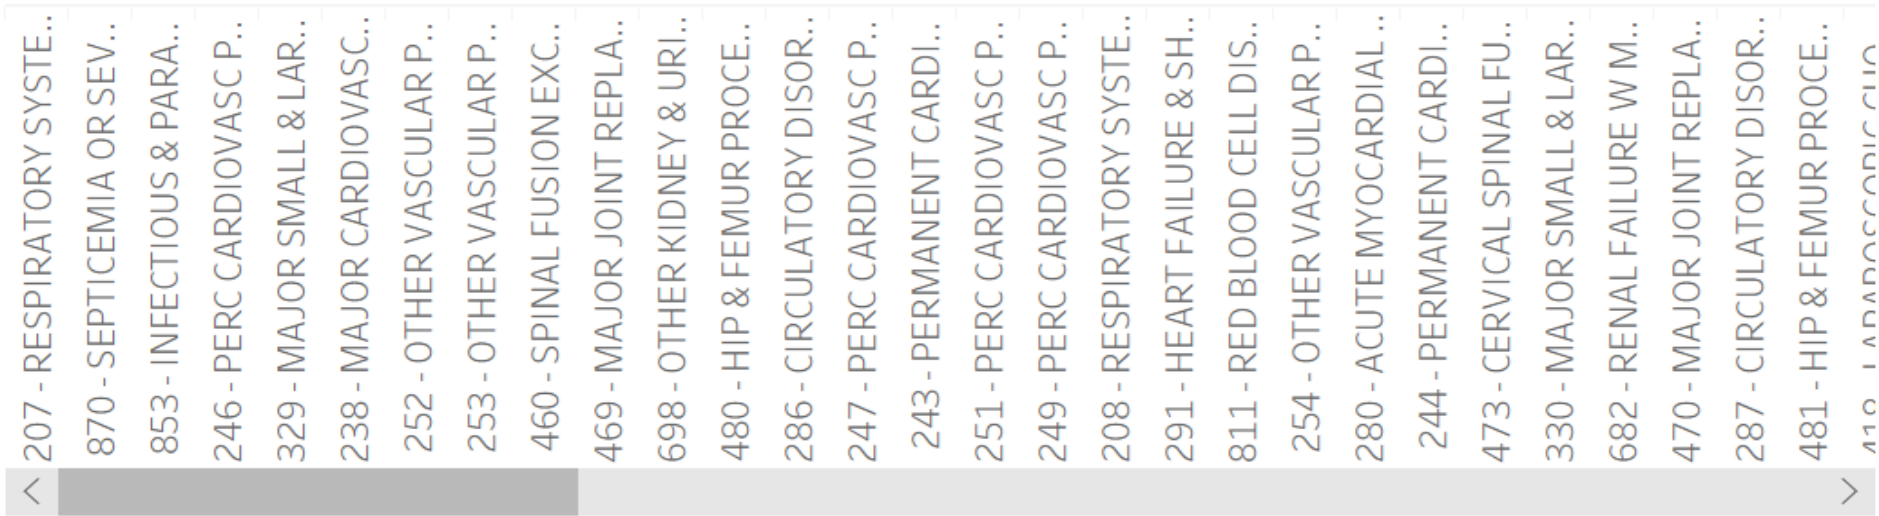 207 - RESPIRATORY SYSTE..
870 - SEPTICEMIA OR SEV..
853 - INFECTIOUS & PARA..
246 - PERC CARDIOVASC P..
329 - MAJOR SMALL & LAR..
238 - MAJOR CARDIOVASC..
252 - OTHER VASCULAR P..
253 - OTHER VASCULAR P..
460 - SPINAL FUSION EXC..
469 - MAJOR JOINT REPLA..
698 - OTHER KIDNEY & URI..
480 - HIP & FEMUR PROCE..
286 - CIRCULATORY DISOR..
247 - PERC CARDIOVASC P..
243 - PERMANENT CARDI..
251 - PERC CARDIOVASC P..
249 - PERC CARDIOVASC P..
208 - RESPIRATORY SYSTE..
291 - HEART FAILURE & SH..
811 - RED BLOOD CELL DIS..
254 - OTHER VASCULAR P..
280 - ACUTE MYOCARDIAL ..
244 - PERMANENT CARDI..
473 - CERVICAL SPINAL FU..
330 - MAJOR SMALL & LAR..
682 - RENAL FAILURE W M..
470 - MAJOR JOINT REPLA..
287 - CIRCULATORY DISOR..
481 - HIP & FEMUR PROCE..